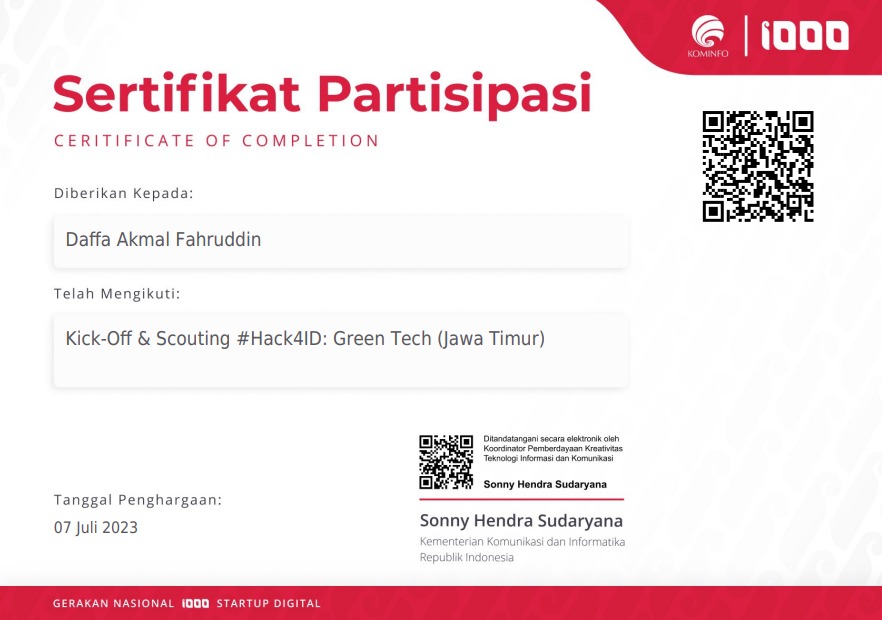 KOMINFO
1000
Sertifikat Partisipasi
CERITIFICATE OF COMPLETION
Diberikan Kepada:
Daffa Akmal Fahruddin
Telah Mengikuti:
Kick-Off & Scouting #Hack4ID: Green Tech (Jawa Timur)
Ditandatangani secara elektronik oleh
Koordinator Pemberdayaan Kreativitas
Teknologi Informasi dan Komunikasi
Sonny Hendra Sudaryana
Tanggal Penghargaan:
07 Juli 2023
Sonny Hendra Sudaryana
Kementerian Komunikasi dan Informatika
Republik Indonesia
GERAKAN NASIONAL 1000 STARTUP DIGITAL